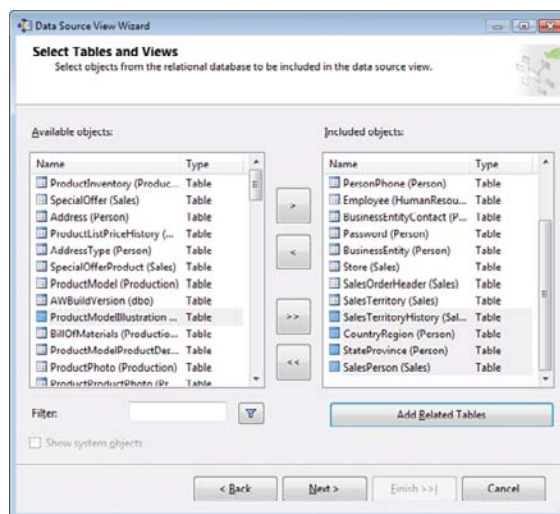 Data Source View Wizard
Select Tables and Views
Select objects from the relational database to be included in the data source view.
Available objects:
Name Type
ProductInventory (Produc... Table
SpecialOffer (Sales) Table
Address (Person) Table
ProductListPriceHistory (... Table
AddressType (Person) Table
SpecialOfferProduct (Sales) Table
ProductModel (Production) Table
AWBuildVersion (dbo) Table
ProductModelIllustration ... Table
BillOfMaterials (Productio... Table
ProductModelProductDes... Table
ProductPhoto (Production) Table
ProductProductPhoto (Pr... Table
>
<
>>
<<
Included objects:
Name Type
PersonPhone (Person) Table
Employee (HumanResou... Table
BusinessEntityContact (P... Table
Password (Person) Table
BusinessEntity (Person) Table
Store (Sales) Table
SalesOrderHeader (Sales) Table
SalesTerritory (Sales) Table
SalesTerritoryHistory (Sal... Table
CountryRegion (Person) Table
StateProvince (Person) Table
SalesPerson (Sales) Table
Filter:
Add Related Tables
Show system objects
< Back Next > Finish >>| Cancel